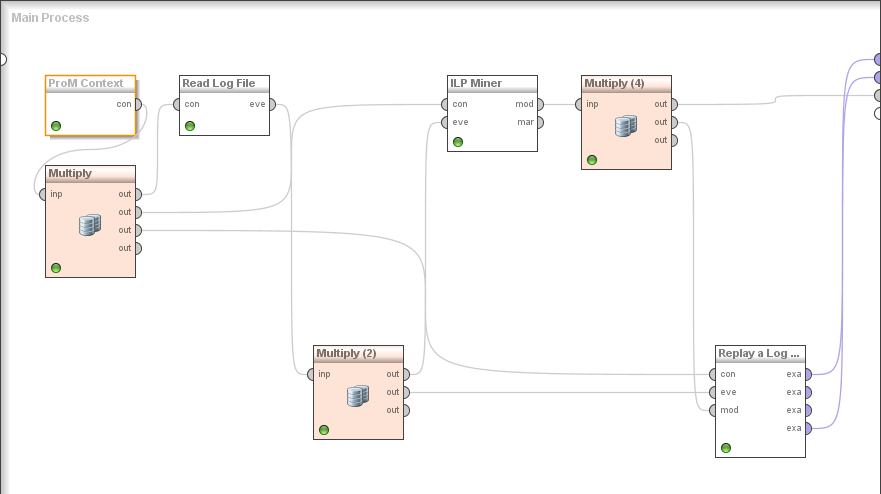 Main Process
ProM Context
con
Read Log File
con eve
ILP Miner
con mod
eve mar
Multiply (4)
inp out
out
out
Multiply
inp out
out
out
out
Multiply (2)
inp out
out
out
Replay a Log ...
con exa
eve exa
mod exa
exa